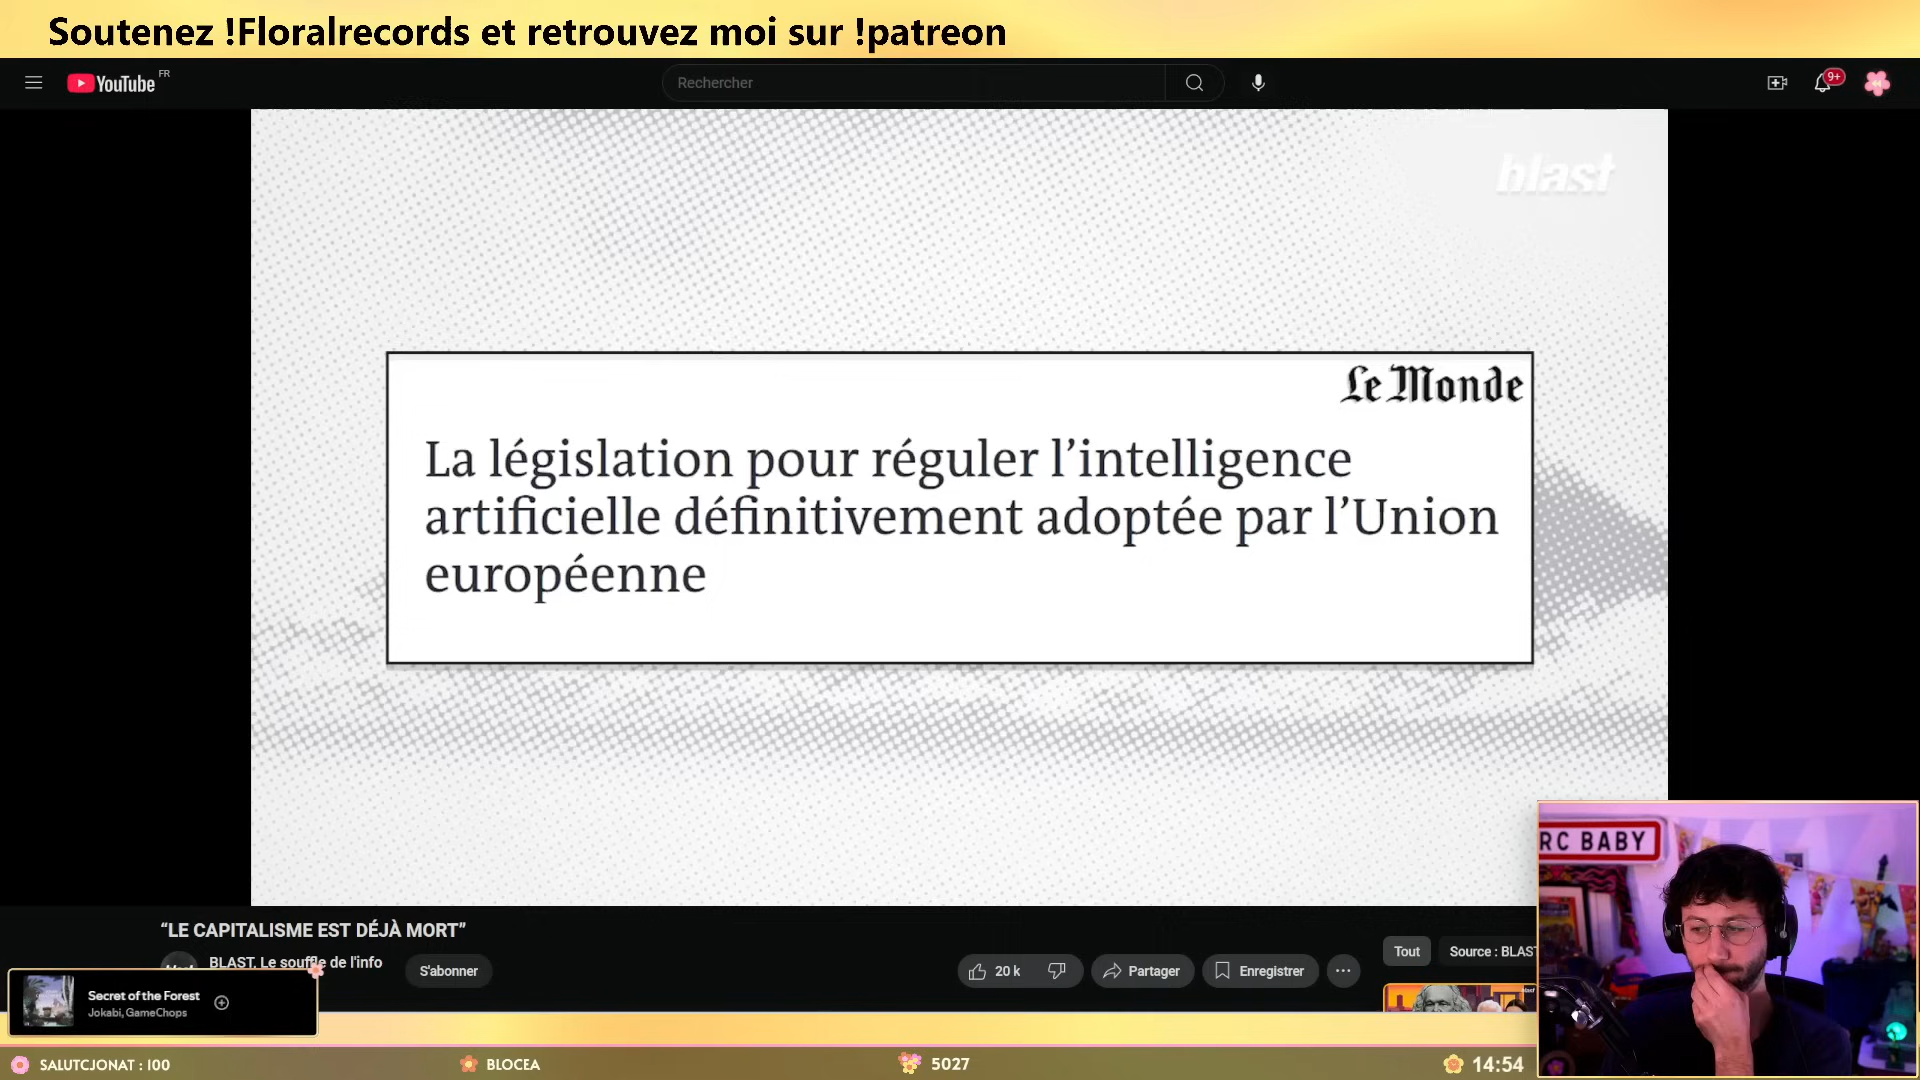 Soutenez !Floralrecords et retrouvez moi sur !patreon
YouTube FR
Rechercher
9+
blast
Le Monde
La législation pour réguler l’intelligence
artificielle définitivement adoptée par l’Union
européenne
“LE CAPITALISME EST DÉJÀ MORT”
BLAST, Le souffle de l'info
S'abonner
20 k
Partager
Enregistrer
Tout
Source : BLAST
RC BABY
Secret of the Forest
Jokabi, GameChops
SALUTCJONAT : 100
BLOCEA
5027
14:54